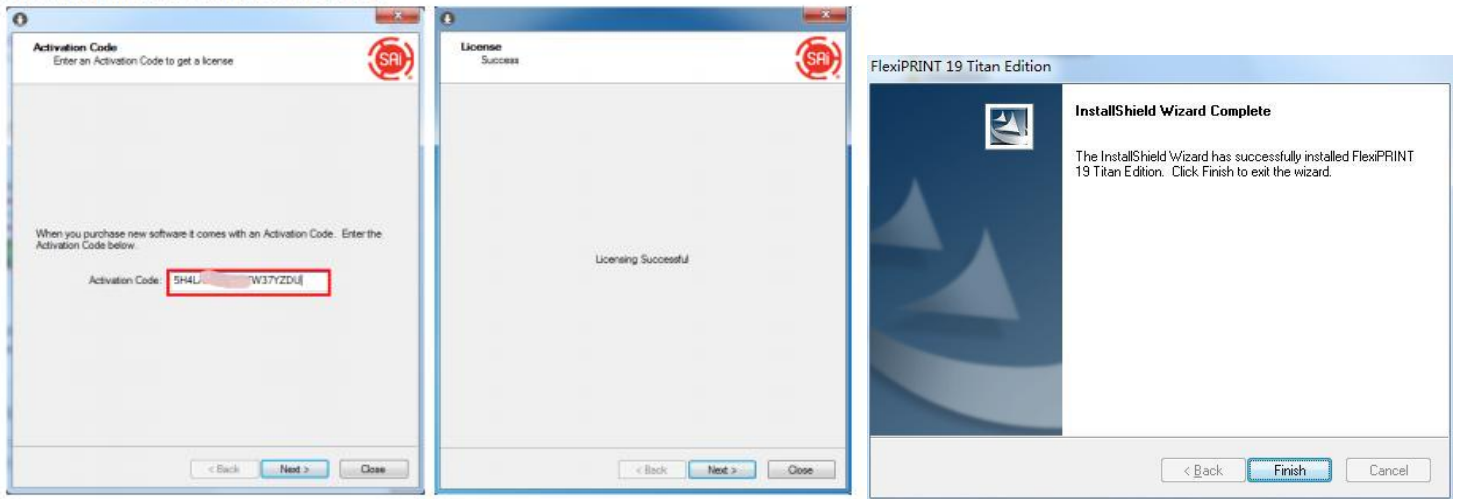 Activation Code
Enter an Activation Code to get a license
SAi
When you purchase new software it comes with an Activation Code. Enter the
Activation Code below.
Activation Code: 5H4L W37YZDU
< Back Next > Close
License
Success
SAi
Licensing Successful
< Back Next > Close
FlexiPRINT 19 Titan Edition
InstallShield Wizard Complete
The InstallShield Wizard has successfully installed FlexiPRINT
19 Titan Edition. Click Finish to exit the wizard.
< Back Finish Cancel